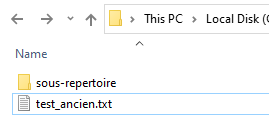 This PC > Local Disk (
Name
sous-repertoire
test_ancien.txt